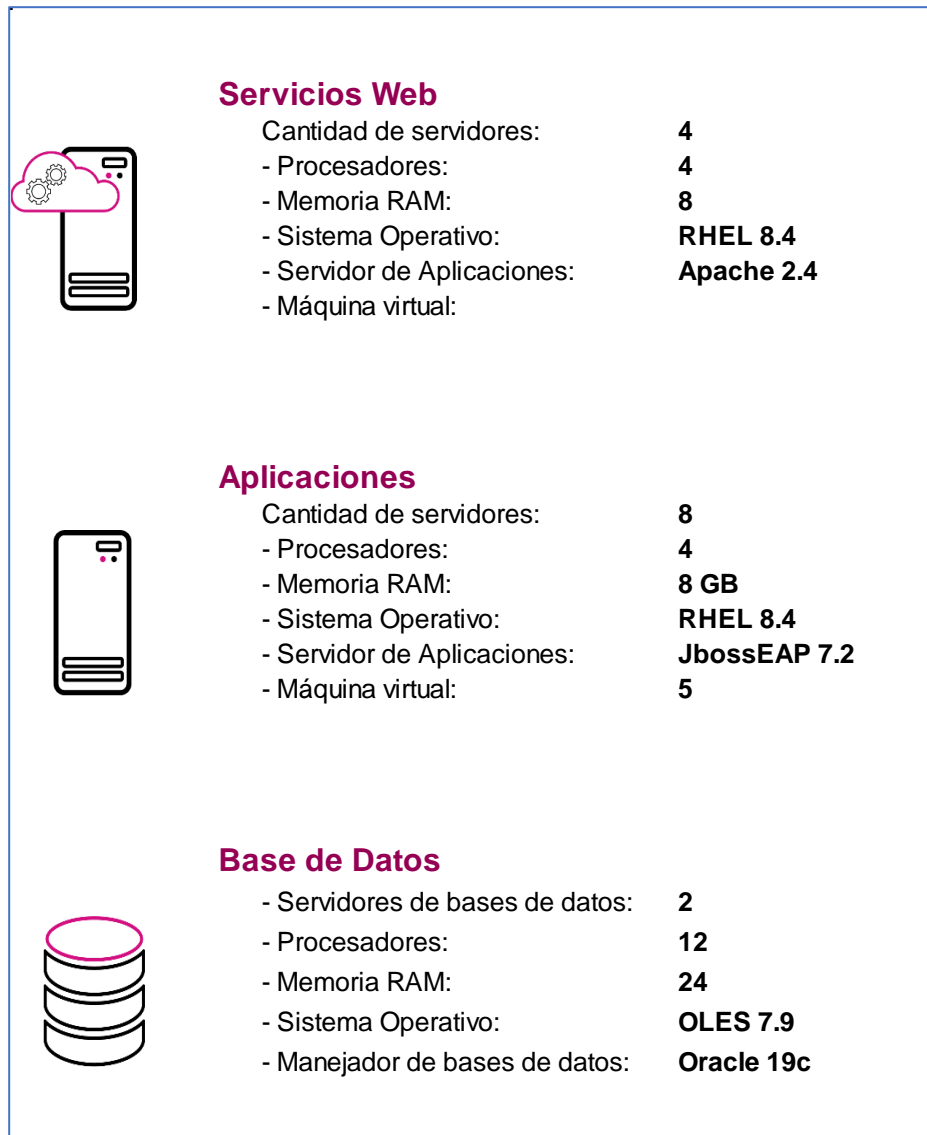 Servicios Web
Cantidad de servidores: 4
- Procesadores: 4
- Memoria RAM: 8
- Sistema Operativo: RHEL 8.4
- Servidor de Aplicaciones: Apache 2.4
- Máquina virtual:
Aplicaciones
Cantidad de servidores: 8
- Procesadores: 4
- Memoria RAM: 8 GB
- Sistema Operativo: RHEL 8.4
- Servidor de Aplicaciones: JbossEAP 7.2
- Máquina virtual: 5
Base de Datos
- Servidores de bases de datos: 2
- Procesadores: 12
- Memoria RAM: 24
- Sistema Operativo: OLES 7.9
- Manejador de bases de datos: Oracle 19c